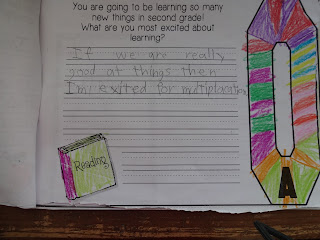 You are going to be learning so many
new things in second grade!
What are you most excited about
learning?
If we are really
good at things then
I'm exited for multplacation
Reading
A